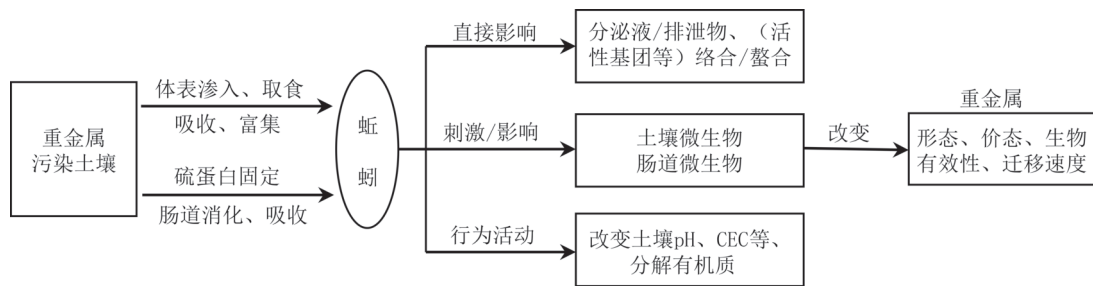 重金属
污染土壤
体表渗入、取食
吸收、富集
硫蛋白固定
肠道消化、吸收
蚯
蚓
直接影响
分泌液/排泄物、（活
性基团等）络合/螯合
刺激/影响
土壤微生物
肠道微生物
行为活动
改变土壤pH、CEC等、
分解有机质
改变
重金属
形态、价态、生物
有效性、迁移速度